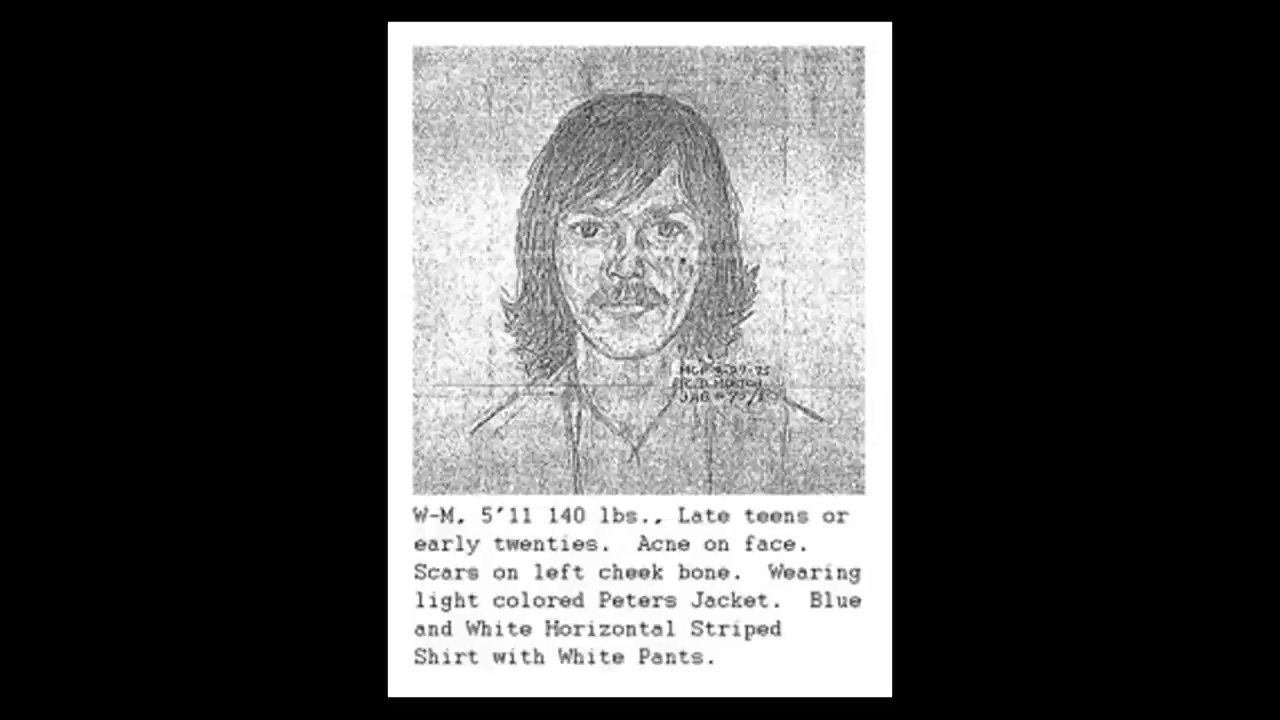 W-M, 5'11 140 lbs., Late teens or
early twenties.  Acne on face.
Scars on left cheek bone.  Wearing
light colored Peters Jacket.  Blue
and White Horizontal Striped
Shirt with White Pants.